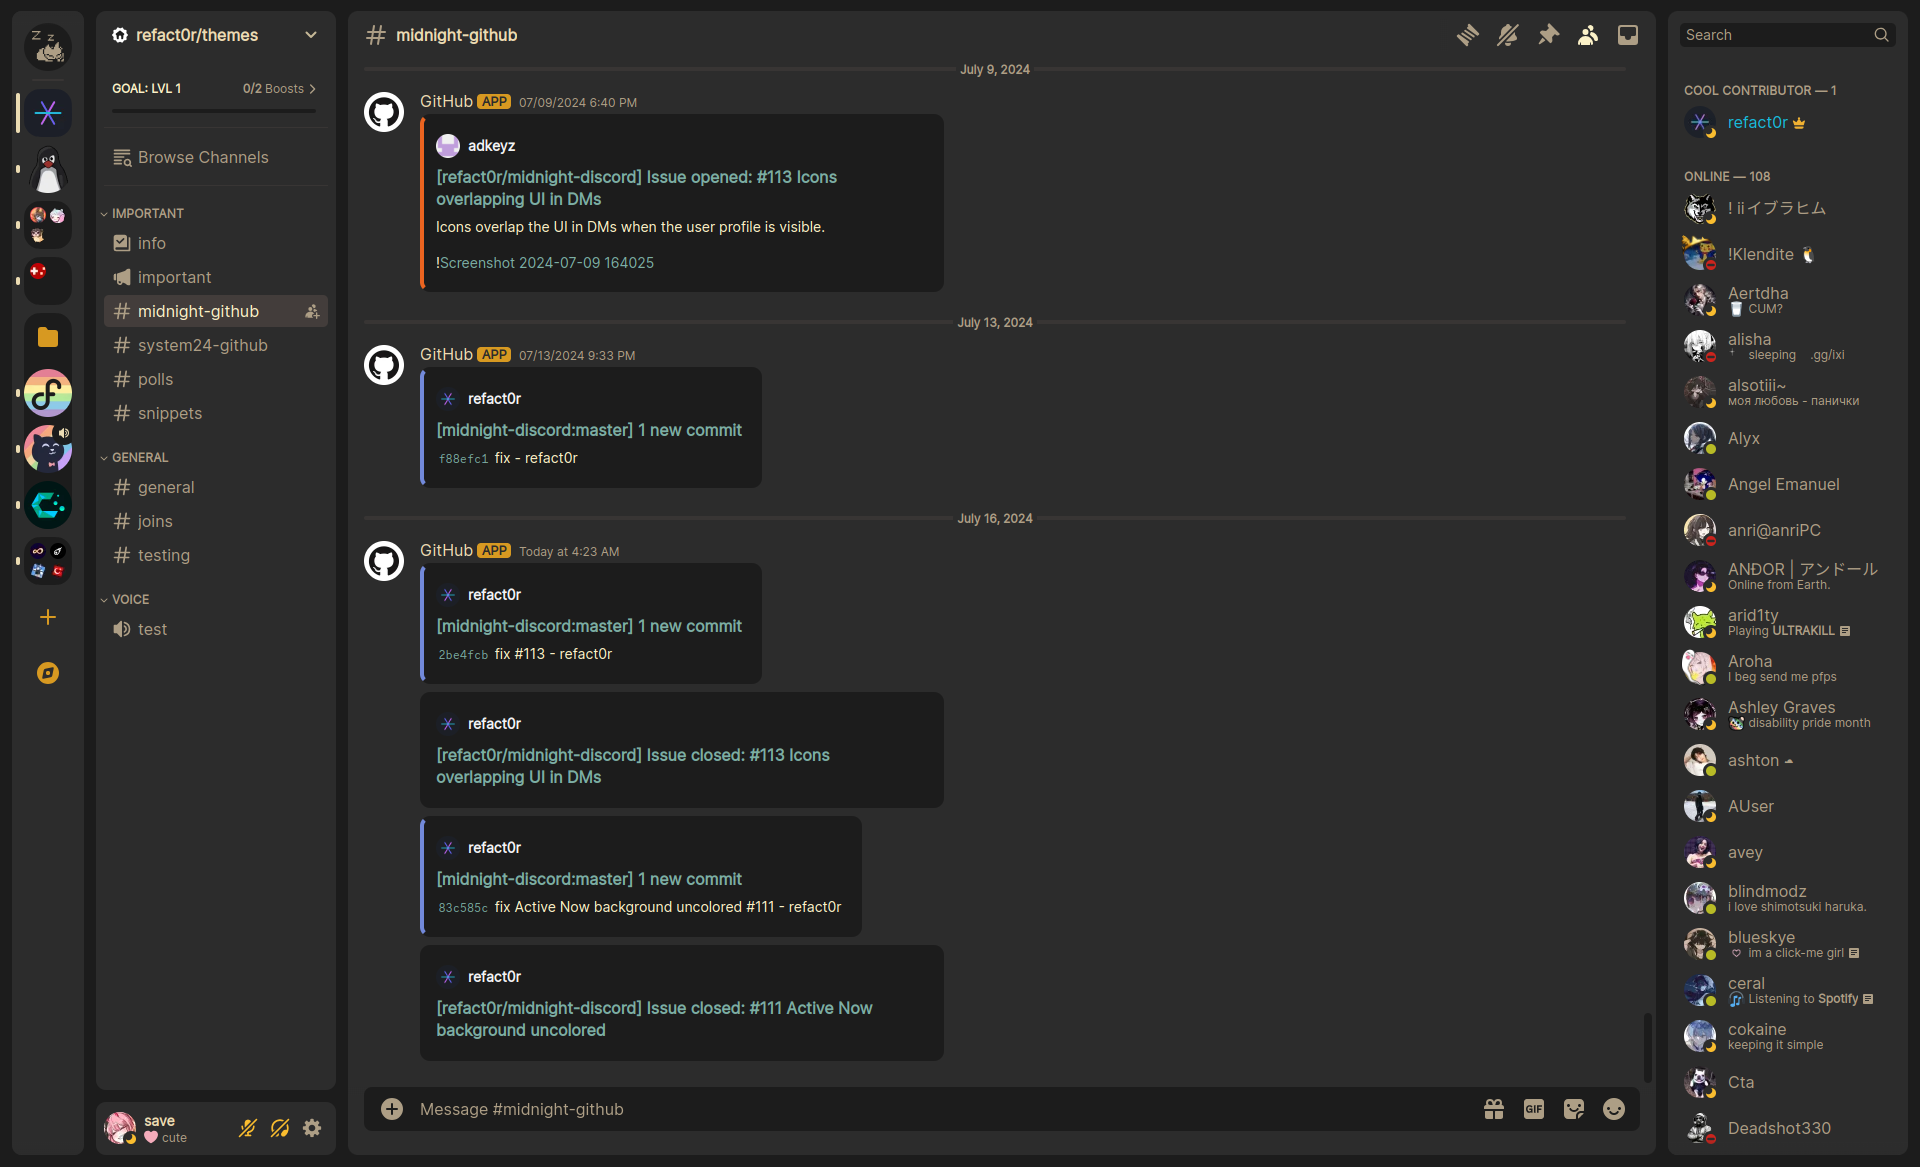 refact0r/themes
GOAL: LVL 1
0/2 Boosts
Browse Channels
IMPORTANT
info
important
midnight-github
system24-github
polls
snippets
GENERAL
general
joins
testing
VOICE
test
save
cute
midnight-github
July 9, 2024
GitHub APP 07/09/2024 6:40 PM
adkeyz
[refact0r/midnight-discord] Issue opened: #113 Icons
overlapping UI in DMs
Icons overlap the UI in DMs when the user profile is visible.
!Screenshot 2024-07-09 164025
July 13, 2024
GitHub APP 07/13/2024 9:33 PM
refact0r
[midnight-discord:master] 1 new commit
f88efc1 fix - refact0r
July 16, 2024
GitHub APP Today at 4:23 AM
refact0r
[midnight-discord:master] 1 new commit
2be4fcb fix #113 - refact0r
refact0r
[refact0r/midnight-discord] Issue closed: #113 Icons
overlapping UI in DMs
refact0r
[midnight-discord:master] 1 new commit
83c585c fix Active Now background uncolored #111 - refact0r
refact0r
[refact0r/midnight-discord] Issue closed: #111 Active Now
background uncolored
Message #midnight-github
GIF
Search
COOL CONTRIBUTOR — 1
refact0r
ONLINE — 108
! iiイブラヒム
!Klendite
Aertdha
CUM?
alisha
sleeping .gg/ixi
alsotiii~
моя любовь - панички
Alyx
Angel Emanuel
anri@anriPC
ANĐOR | アンドール
Online from Earth.
arid1ty
Playing ULTRAKILL
Aroha
I beg send me pfps
Ashley Graves
disability pride month
ashton
AUser
avey
blindmodz
i love shimotsuki haruka.
blueskye
im a click-me girl
ceral
Listening to Spotify
cokaine
keeping it simple
Cta
Deadshot330